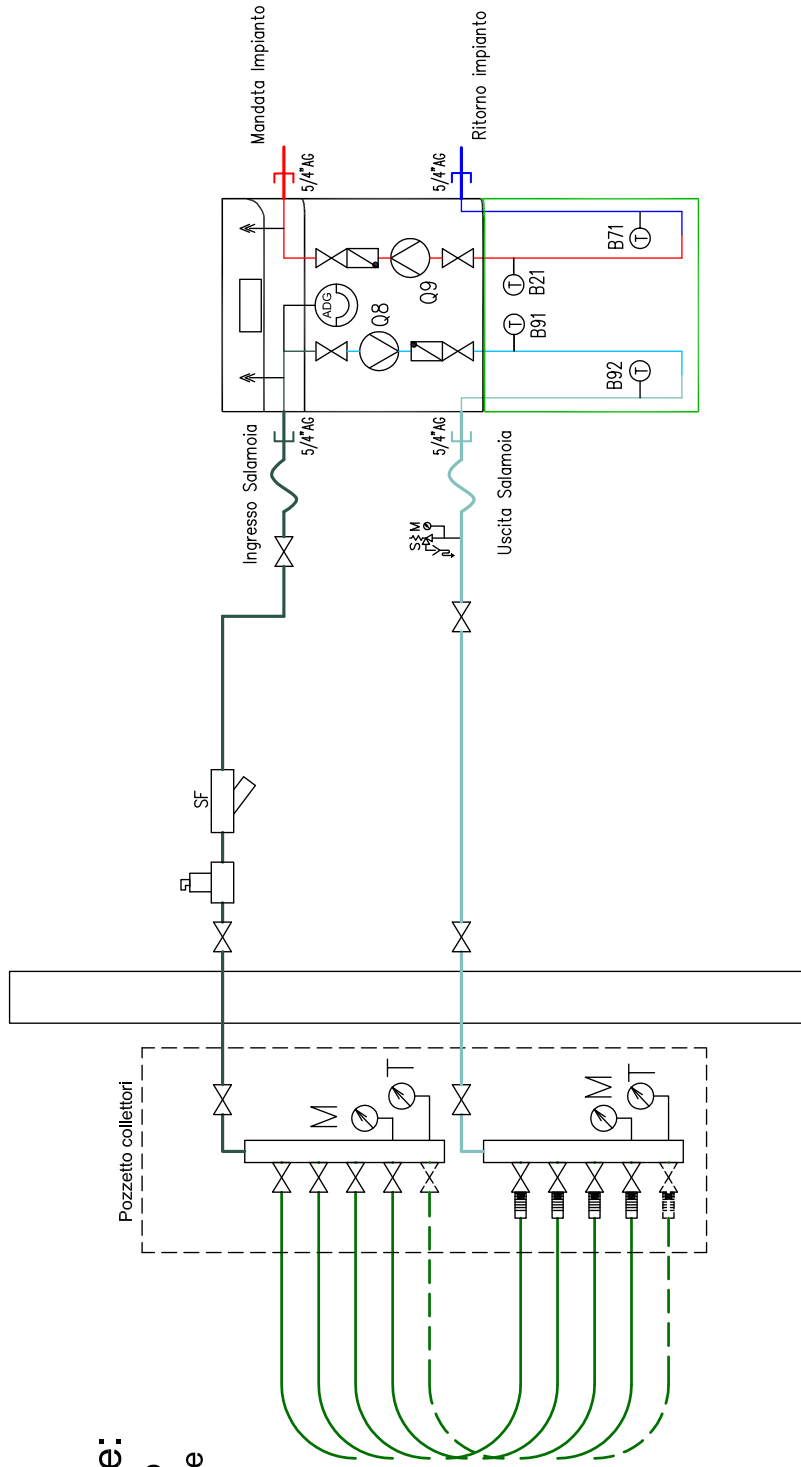 Mandata Impianto
5/4"AG
Ritorno impianto
5/4"AG
ADG
Q8
Q9
T
B21
T
B91
T
B71
T
B92
Ingresso Salamoia
5/4"AG
5/4"AG
Uscita Salamoia
S
M
SF
Pozzetto collettori
M
T
M
T
e:
e